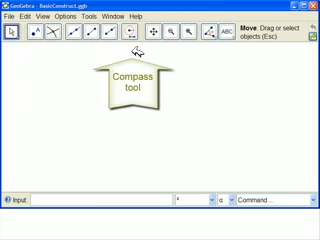 GeoGebra - BasicConstruct.ggb
File Edit View Options Tools Window Help
ABC
Move Drag or select
objects (Esc)
Compass
tool
Input:
²
α
Command ...